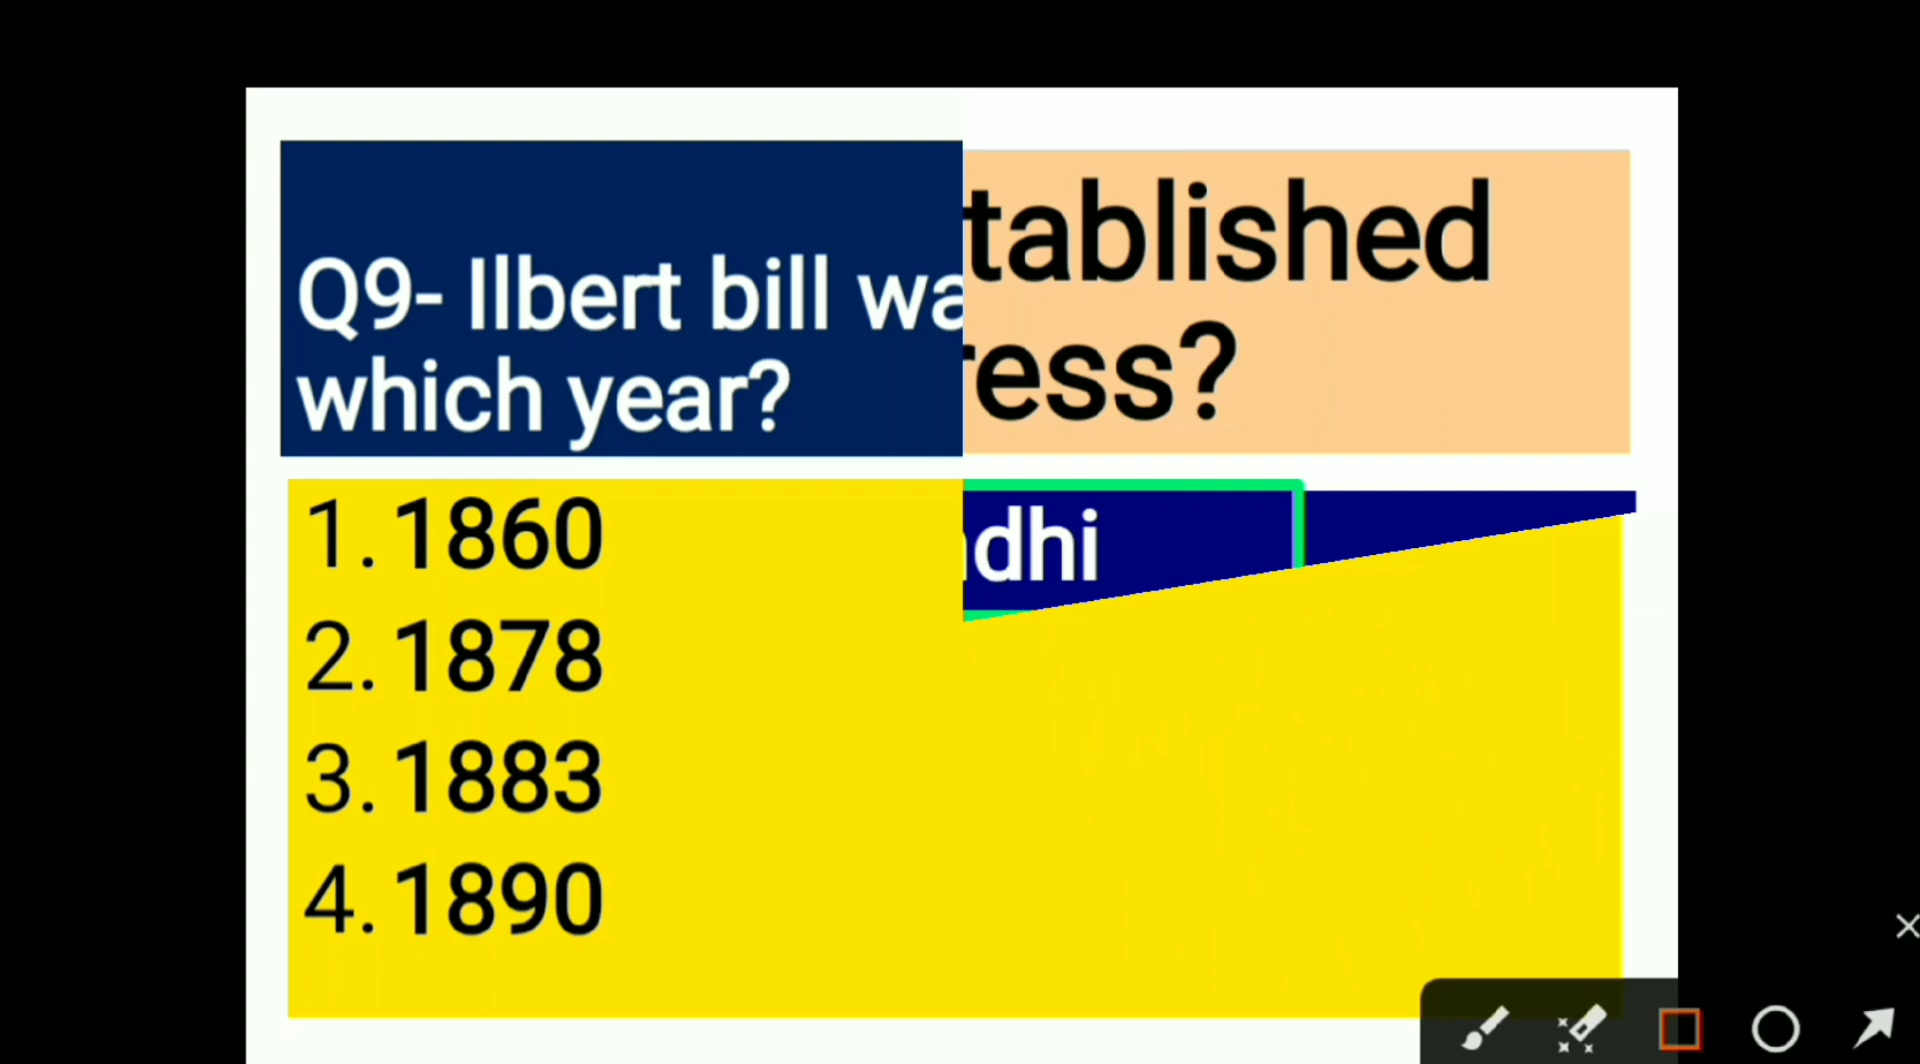 Q9- Ilbert bill wa
which year?
tablished
ress?
1. 1860
2. 1878
3. 1883
4. 1890
dhi